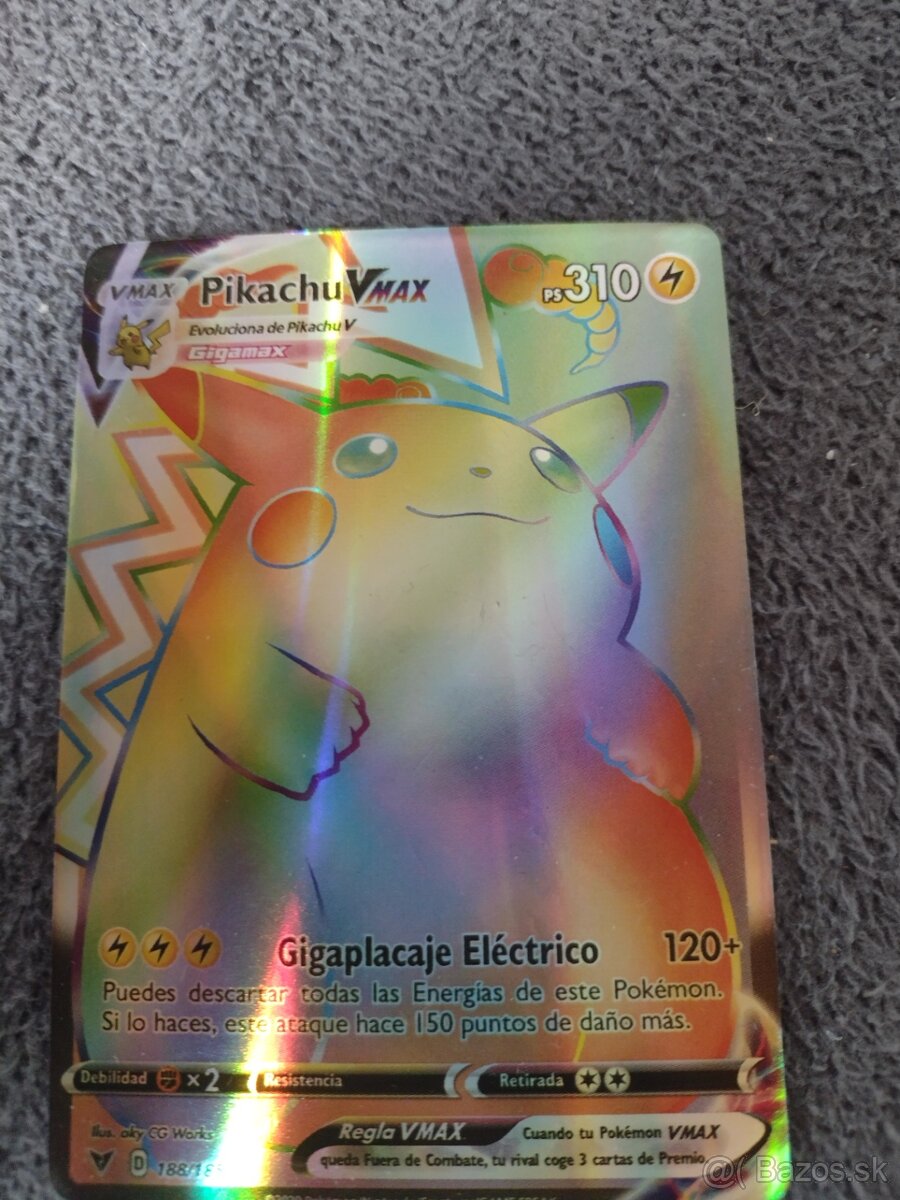 VMAX Pikachu VMAX PS310
Evoluciona de Pikachu V
Gigamax
Gigaplacaje Eléctrico 120+
Puedes descartar todas las Energías de este Pokémon.
Si lo haces, este ataque hace 150 puntos de daño más.
Debilidad ×2 Resistencia Retirada
Ilus. aky CG Works
Regla VMAX Cuando tu Pokémon VMAX
queda Fuera de Combate, tu rival coge 3 cartas de Premio.
D 188/185
@( Bazos.sk